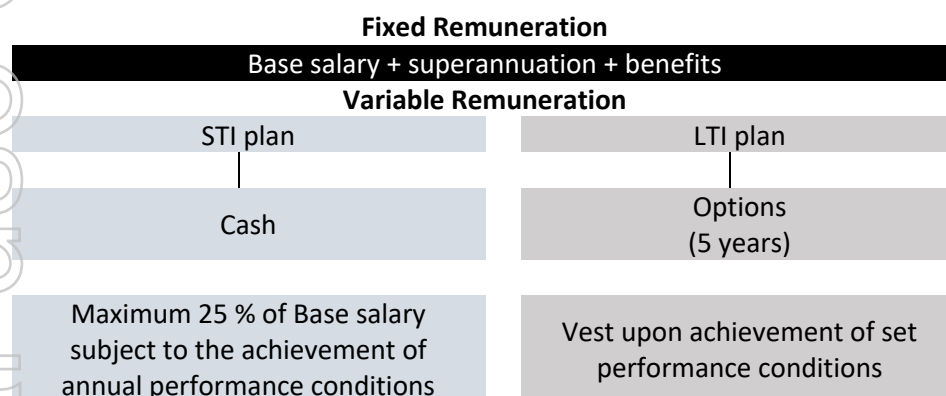 Fixed Remuneration
Base salary + superannuation + benefits
Variable Remuneration
STI plan
LTI plan
Cash
Options
(5 years)
Maximum 25 % of Base salary
subject to the achievement of
annual performance conditions
Vest upon achievement of set
performance conditions